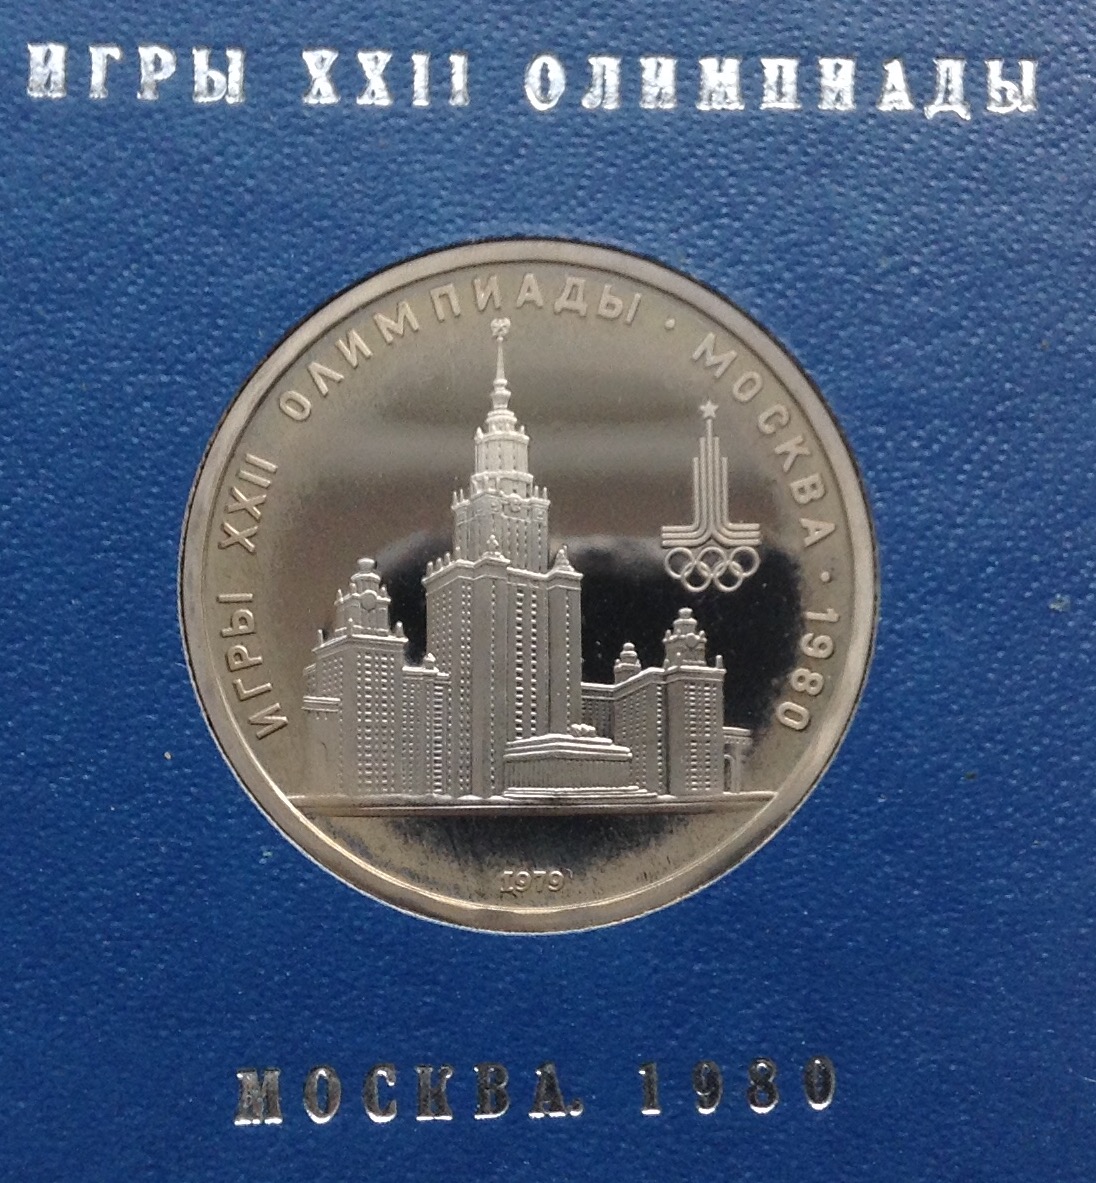 ИГРЫ XXII ОЛИМПИАДЫ
ИГРЫ XXII ОЛИМПИАДЫ · МОСКВА · 1980
1979
МОСКВА. 1980